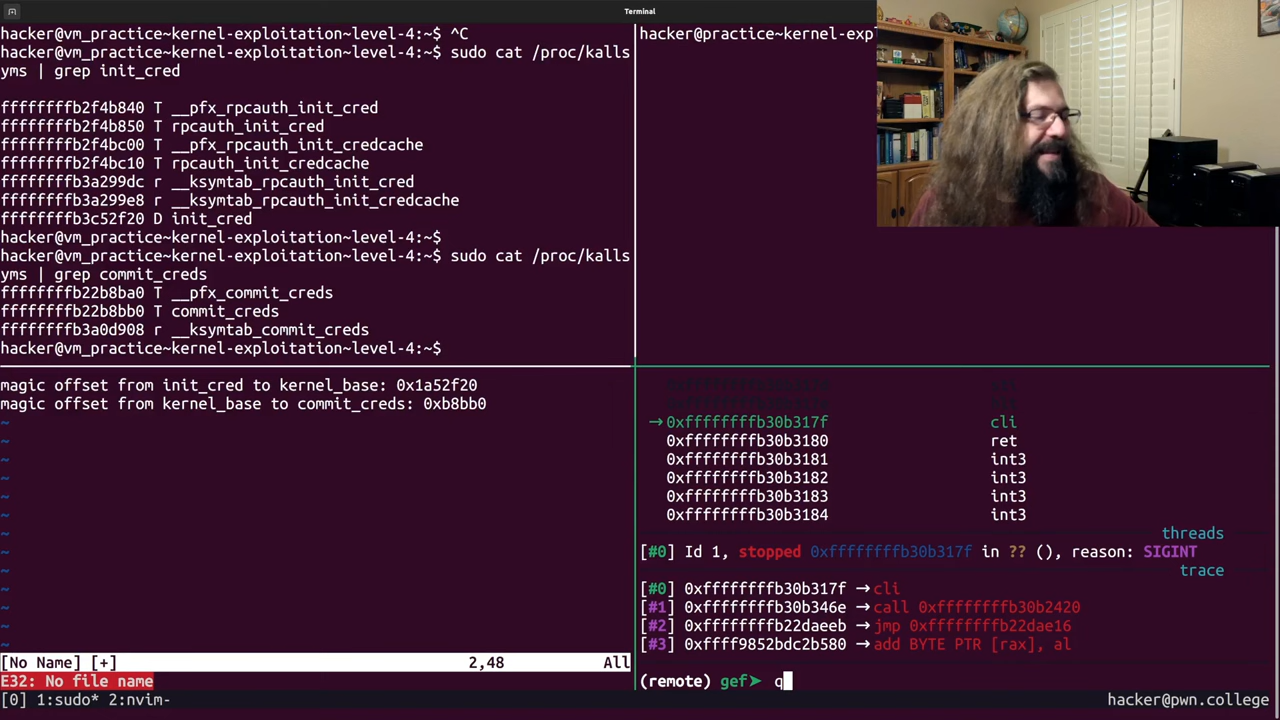 Terminal
hacker@vm_practice~kernel-exploitation~level-4:~$ ^C
hacker@vm_practice~kernel-exploitation~level-4:~$ sudo cat /proc/kalls
yms | grep init_cred
ffffffffb2f4b840 T __pfx_rpcauth_init_cred
ffffffffb2f4b850 T rpcauth_init_cred
ffffffffb2f4bc00 T __pfx_rpcauth_init_credcache
ffffffffb2f4bc10 T rpcauth_init_credcache
ffffffffb3a299dc r __ksymtab_rpcauth_init_cred
ffffffffb3a299e8 r __ksymtab_rpcauth_init_credcache
ffffffffb3c52f20 D init_cred
hacker@vm_practice~kernel-exploitation~level-4:~$
hacker@vm_practice~kernel-exploitation~level-4:~$ sudo cat /proc/kalls
yms | grep commit_creds
ffffffffb22b8ba0 T __pfx_commit_creds
ffffffffb22b8bb0 T commit_creds
ffffffffb3a0d908 r __ksymtab_commit_creds
hacker@vm_practice~kernel-exploitation~level-4:~$
hacker@practice~kernel-exp
magic offset from init_cred to kernel_base: 0x1a52f20
magic offset from kernel_base to commit_creds: 0xb8bb0
~
~
~
~
~
~
~
~
~
~
~
~
~
[No Name] [+] 2,48 All
E32: No file name
→0xffffffffb30b317f cli
0xffffffffb30b3180 ret
0xffffffffb30b3181 int3
0xffffffffb30b3182 int3
0xffffffffb30b3183 int3
0xffffffffb30b3184 int3
threads
[#0] Id 1, stopped 0xffffffffb30b317f in ?? (), reason: SIGINT
trace
[#0] 0xffffffffb30b317f →cli
[#1] 0xffffffffb30b346e →call 0xffffffffb30b2420
[#2] 0xffffffffb22daeeb →jmp 0xffffffffb22dae16
[#3] 0xffff9852bdc2b580 →add BYTE PTR [rax], al
(remote) gef➤ q
[0] 1:sudo* 2:nvim- hacker@pwn.college